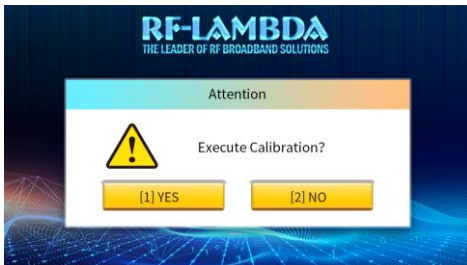 RF-LAMBDA
THE LEADER OF RF BROADBAND SOLUTIONS
Attention
Execute Calibration?
[1] YES
[2] NO